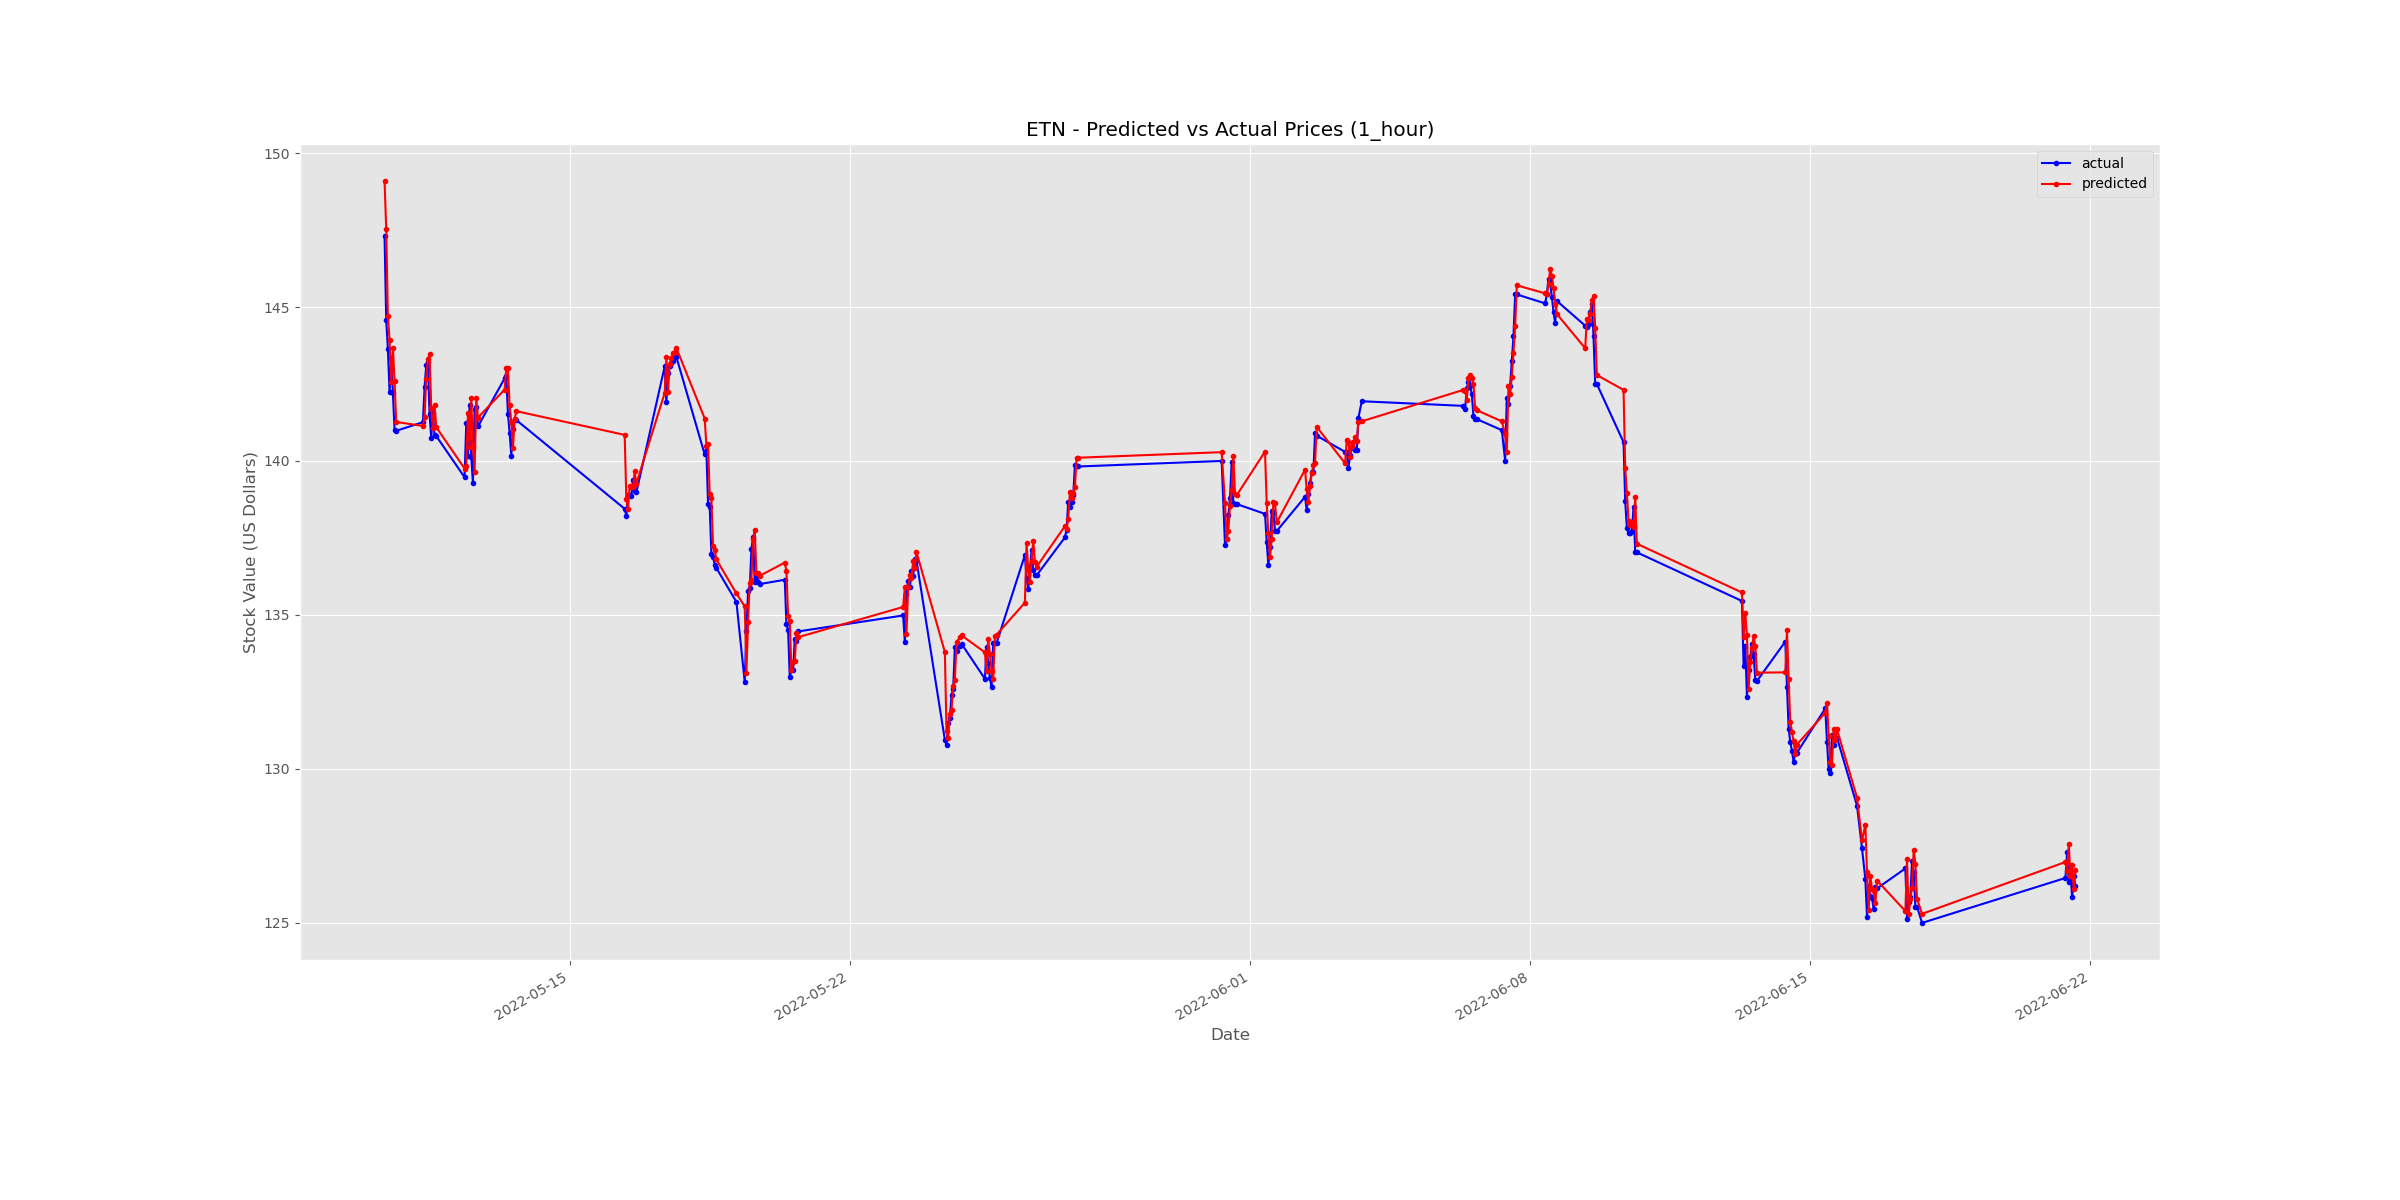 ETN - Predicted vs Actual Prices (1_hour)
actual
predicted
150
145
140
135
130
125
Stock Value (US Dollars)
2022-05-15
2022-05-22
2022-06-01
2022-06-08
2022-06-15
2022-06-22
Date